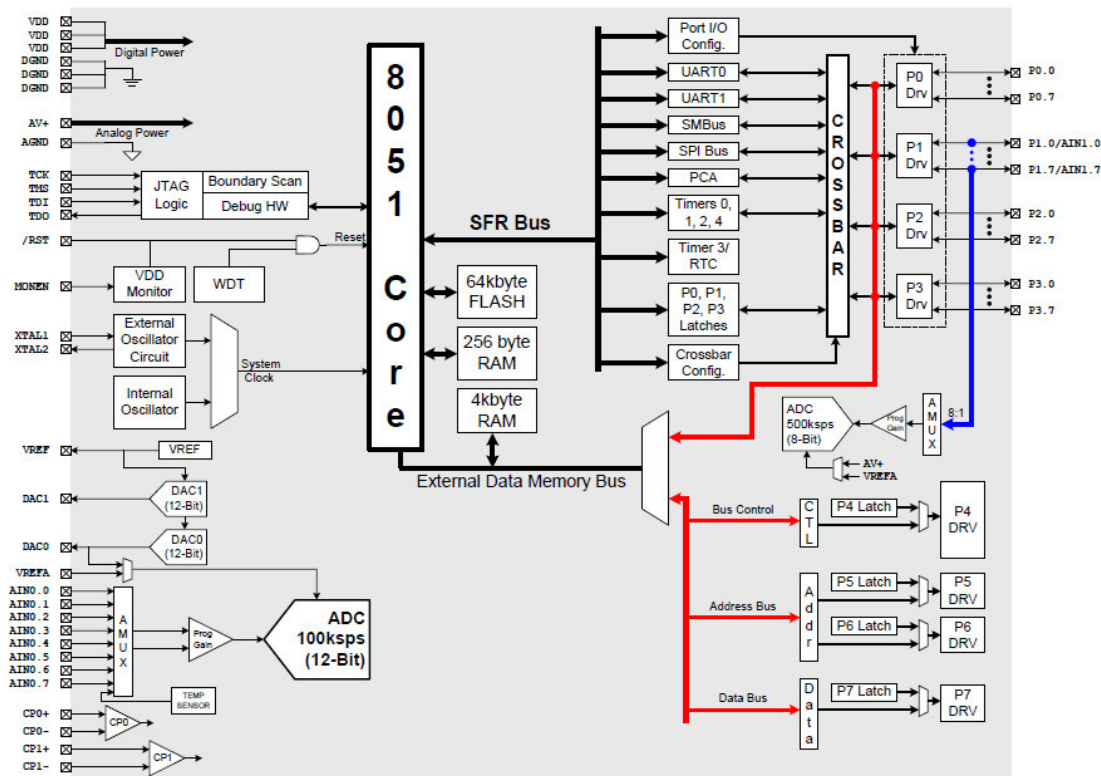 VDD
VDD
VDD
Digital Power
DGND
DGND
DGND
AV+
Analog Power
AGND
TCK
TMS
TDI
TDO
JTAG
Logic
Boundary Scan
Debug HW
/RST
Reset
MONEN
VDD
Monitor
WDT
XTAL1
XTAL2
External
Oscillator
Circuit
System
Clock
Internal
Oscillator
VREF
VREF
DAC1
DAC1
(12-Bit)
DAC0
DAC0
(12-Bit)
VREFA
AIN0.0
AIN0.1
AIN0.2
AIN0.3
AIN0.4
AIN0.5
AIN0.6
AIN0.7
AMUX
Prog
Gain
ADC
100ksps
(12-Bit)
TEMP
SENSOR
CP0+
CP0-
CP0
CP1+
CP1-
CP1
8051 Core
SFR Bus
64kbyte
FLASH
256 byte
RAM
4kbyte
RAM
External Data Memory Bus
Port I/O
Config.
UART0
UART1
SMBus
SPI Bus
PCA
Timers 0,
1, 2, 4
Timer 3/
RTC
P0, P1,
P2, P3
Latches
Crossbar
Config.
CROSSBAR
P0
Drv
P1
Drv
P2
Drv
P3
Drv
P0.0
P0.7
P1.0/AIN1.0
P1.7/AIN1.7
P2.0
P2.7
P3.0
P3.7
ADC
500ksps
(8-Bit)
Prog
Gain
AMUX
8:1
AV+
VREFA
Bus Control
CTL
P4 Latch
P4
DRV
Address Bus
Addr
P5 Latch
P5
DRV
P6 Latch
P6
DRV
Data Bus
Data
P7 Latch
P7
DRV